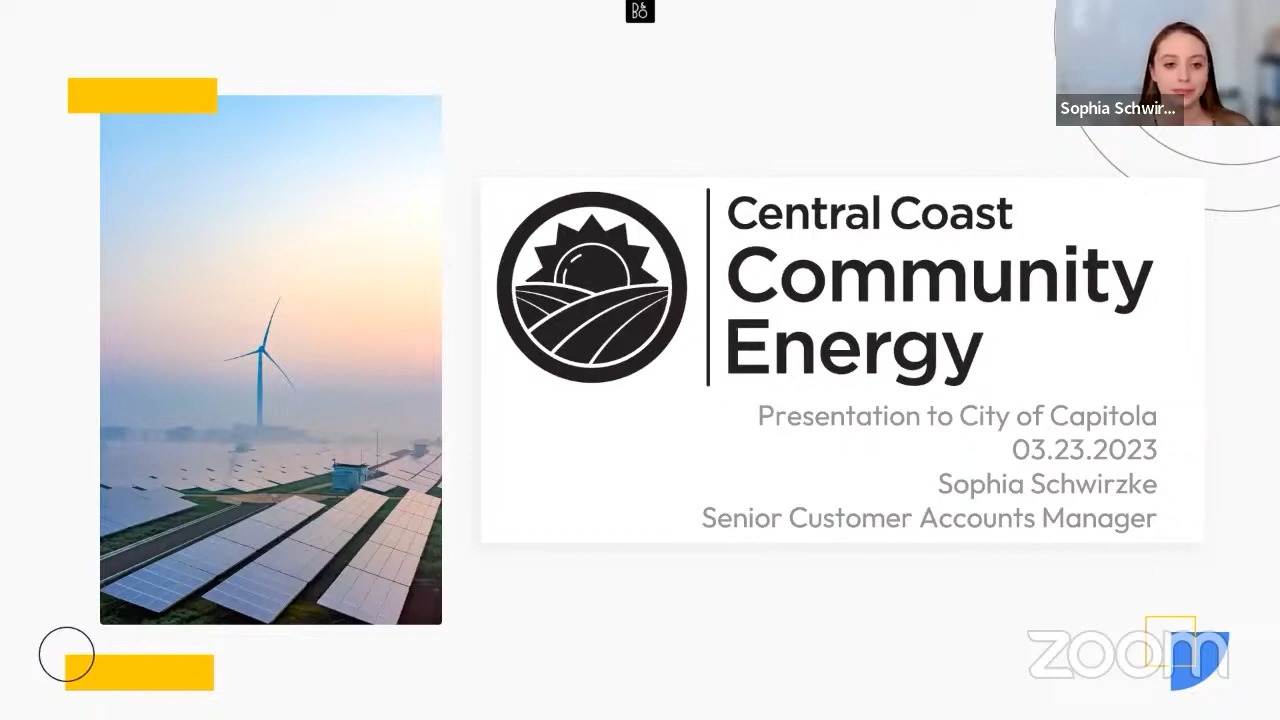 D&
BO
Sophia Schwir...
Central Coast
Community
Energy
Presentation to City of Capitola
03.23.2023
Sophia Schwirzke
Senior Customer Accounts Manager
zoom